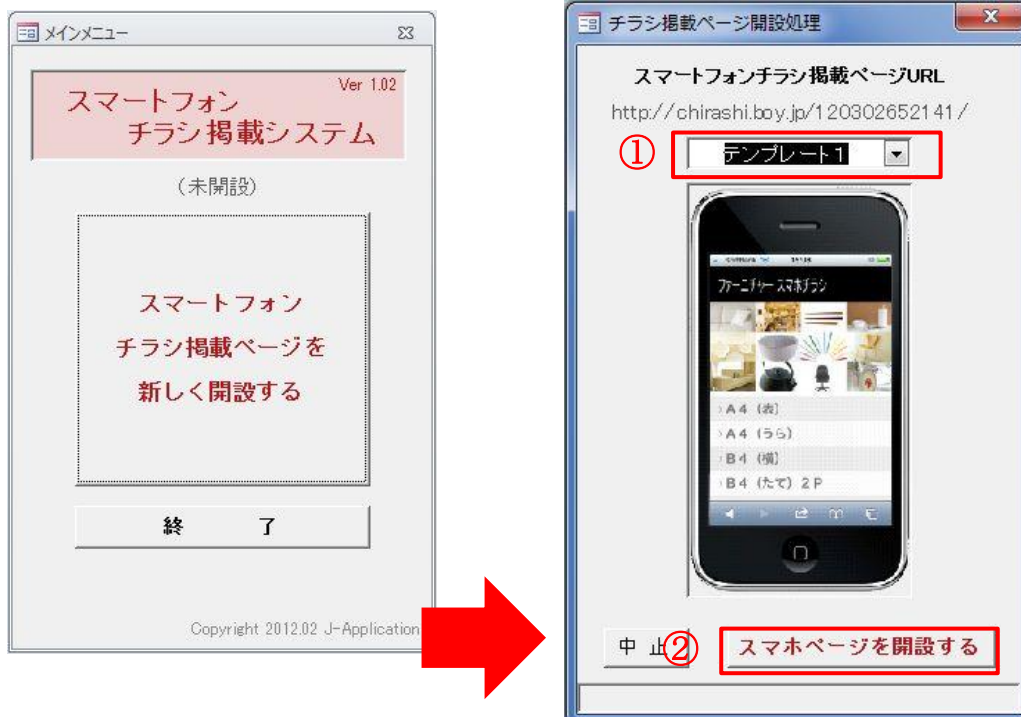 メインメニュー
スマートフォン
Ver 1.02
チラシ掲載システム
(未開設)
スマートフォン
チラシ掲載ページを
新しく開設する
終 了
Copyright 2012.02 J-Application
チラシ掲載ページ開設処理
スマートフォンチラシ掲載ページURL
http://chirashi.boy.jp/120302652141/
① テンプレート1
ファーニチャースマホチラシ
A4 (表)
A4 (うら)
B4 (横)
B4 (たて) 2P
中 止
② スマホページを開設する